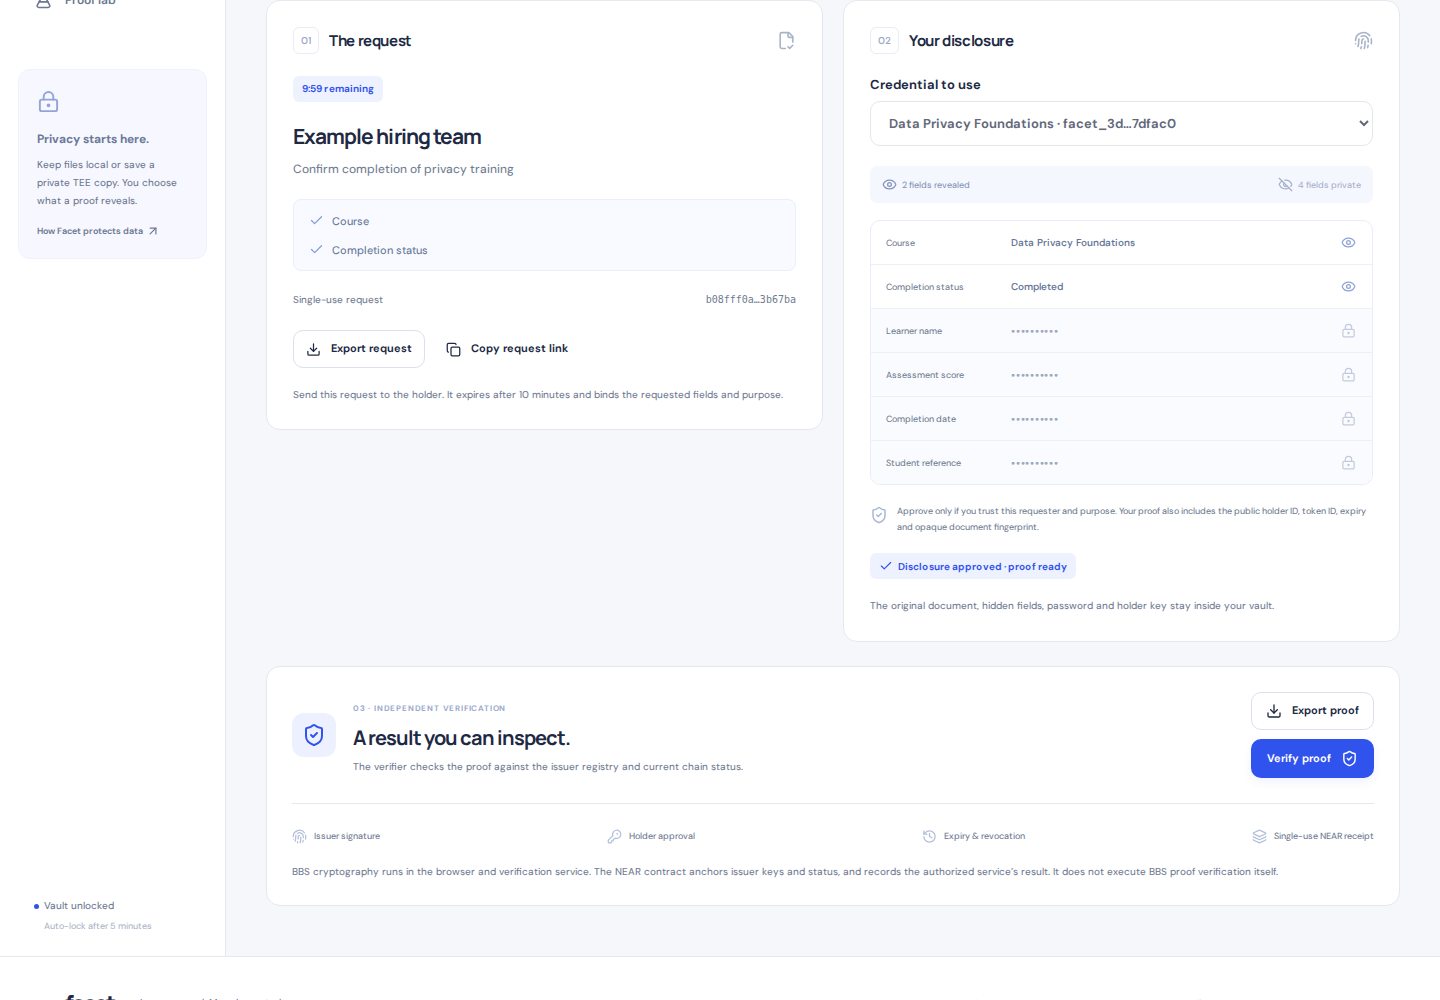 Proof lab
Privacy starts here.
Keep files local or save a
private TEE copy. You choose
what a proof reveals.
How Facet protects data
Vault unlocked
Auto-lock after 5 minutes
01
The request
9:59 remaining
Example hiring team
Confirm completion of privacy training
Course
Completion status
Single-use request
b08fff0a…3b67ba
Export request
Copy request link
Send this request to the holder. It expires after 10 minutes and binds the requested fields and purpose.
02
Your disclosure
Credential to use
Data Privacy Foundations · facet_3d…7dfac0
2 fields revealed
4 fields private
Course
Data Privacy Foundations
Completion status
Completed
Learner name
••••••••••
Assessment score
••••••••••
Completion date
••••••••••
Student reference
••••••••••
Approve only if you trust this requester and purpose. Your proof also includes the public holder ID, token ID, expiry
and opaque document fingerprint.
Disclosure approved · proof ready
The original document, hidden fields, password and holder key stay inside your vault.
03 · INDEPENDENT VERIFICATION
A result you can inspect.
The verifier checks the proof against the issuer registry and current chain status.
Export proof
Verify proof
Issuer signature
Holder approval
Expiry & revocation
Single-use NEAR receipt
BBS cryptography runs in the browser and verification service. The NEAR contract anchors issuer keys and status, and records the authorized service's result. It does not execute BBS proof verification itself.
facet